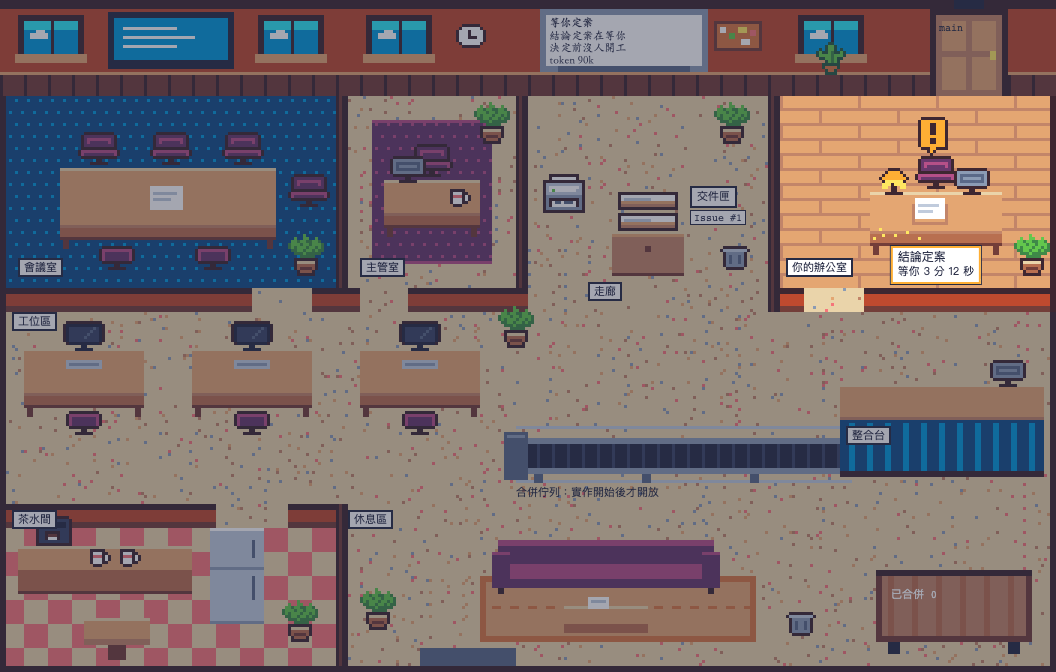 等你定案
結論定案在等你
決定前沒人開工
token 90k
main
交件匣
Issue #1
會議室
主管室
走廊
你的辦公室
結論定案
等你 3 分 12 秒
工位區
整合台
合併佇列：實作開始後才開放
茶水間
休息區
已合併 0